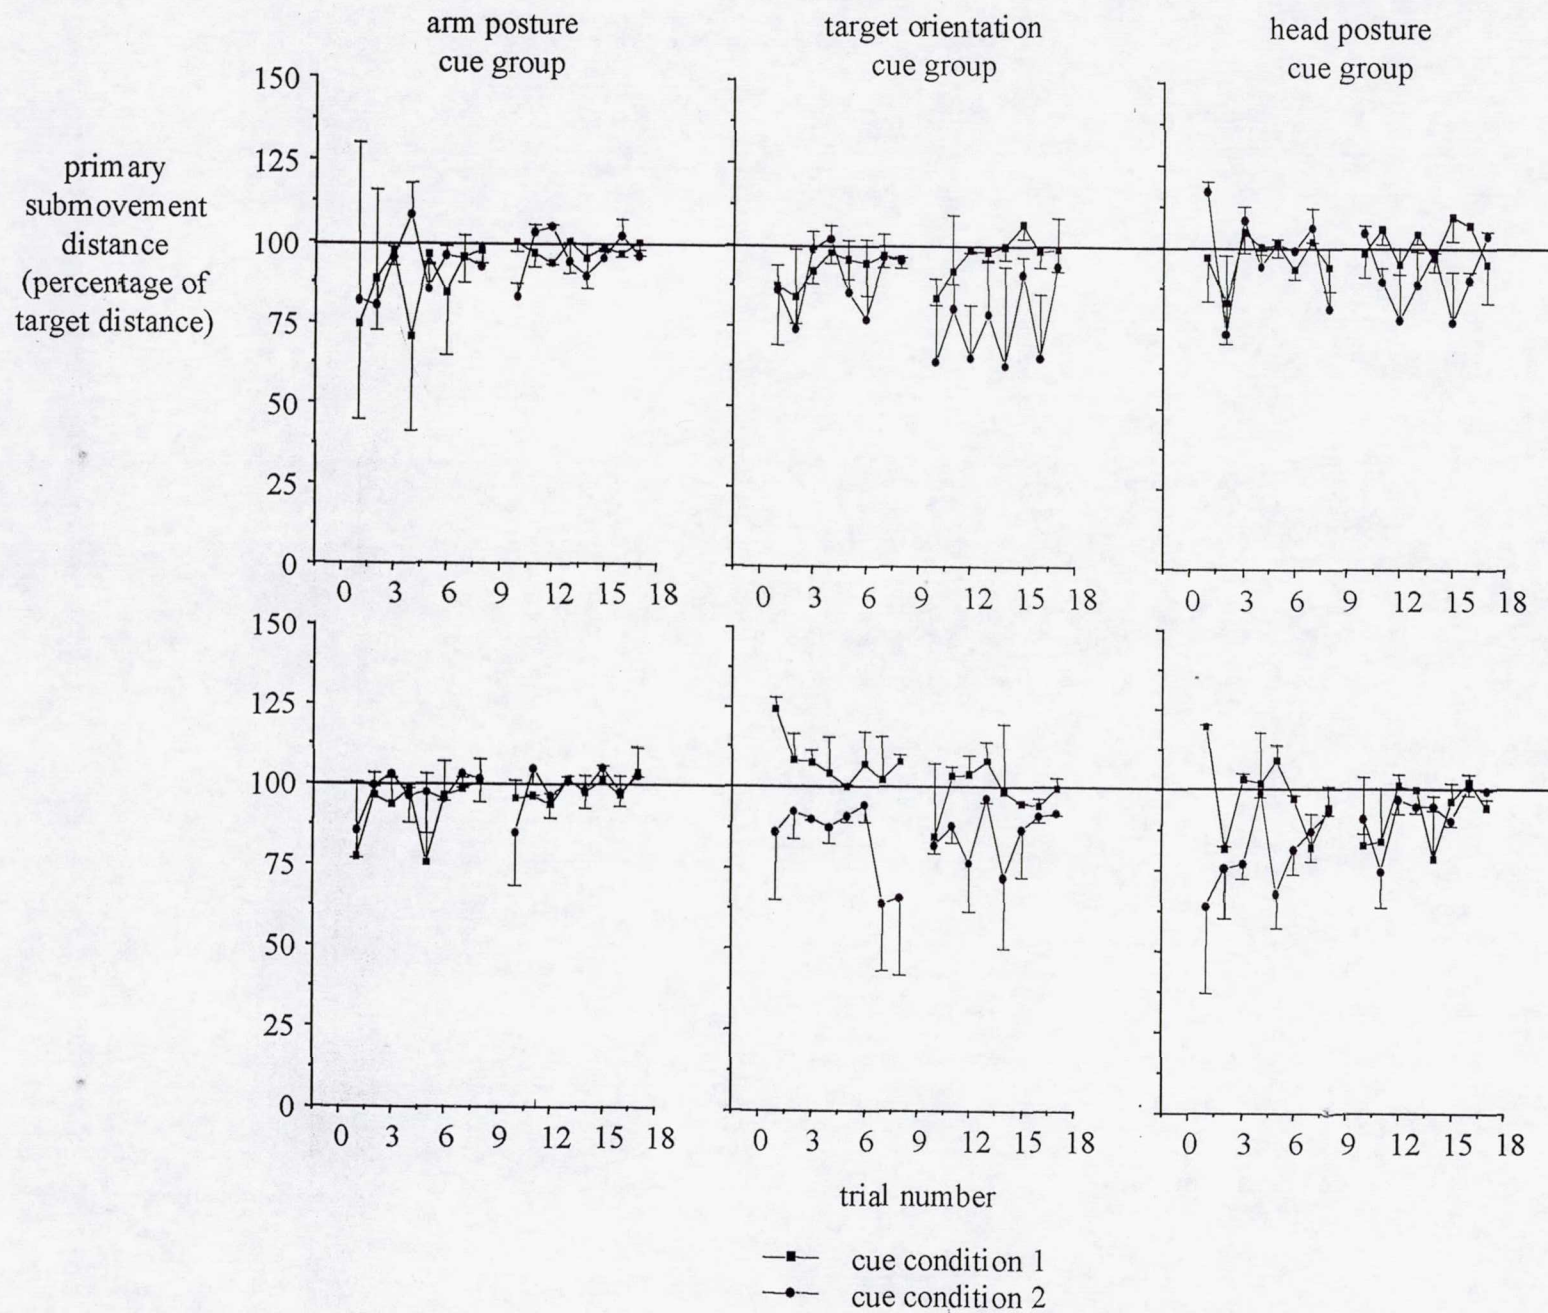 arm posture
cue group
target orientation
cue group
head posture
cue group
primary
submovement
distance
(percentage of
target distance)
150
125
100
75
50
25
0
0 3 6 9 12 15 18
0 3 6 9 12 15 18
0 3 6 9 12 15 18
150
125
100
75
50
25
0
0 3 6 9 12 15 18
0 3 6 9 12 15 18
0 3 6 9 12 15 18
trial number
cue condition 1
cue condition 2